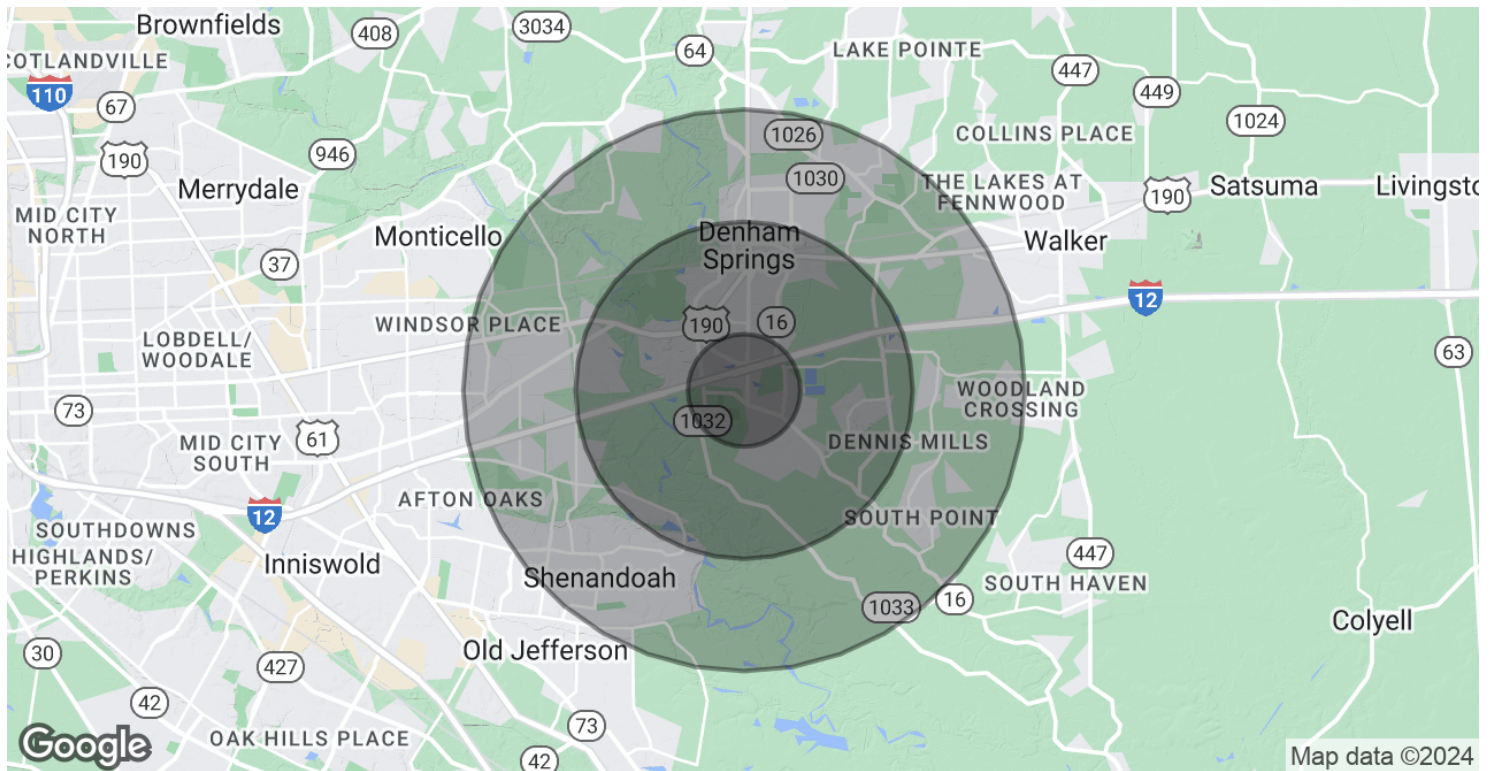 Brownfields
408
3034
64
LAKE POINTE
COTLANDVILLE
447
110
67
449
1024
190
946
1026
COLLINS PLACE
Merrydale
1030
THE LAKES AT
FENNWOOD
190
Satsuma
Livingsto
MID CITY
NORTH
Monticello
Denham
Springs
Walker
37
12
WINDSOR PLACE
190
16
LOBDELL/
WOODALE
63
73
WOODLAND
CROSSING
1032
61
MID CITY
SOUTH
DENNIS MILLS
AFTON OAKS
12
SOUTH POINT
SOUTHDOWNS
HIGHLANDS/
PERKINS
Inniswold
Shenandoah
447
SOUTH HAVEN
1033
16
Colyell
30
427
Old Jefferson
42
73
OAK HILLS PLACE
42
Google
Map data ©2024